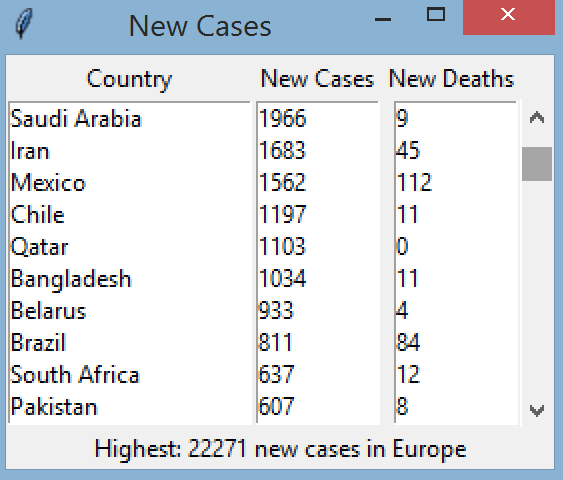 New Cases
Country New Cases New Deaths
Saudi Arabia 1966 9
Iran 1683 45
Mexico 1562 112
Chile 1197 11
Qatar 1103 0
Bangladesh 1034 11
Belarus 933 4
Brazil 811 84
South Africa 637 12
Pakistan 607 8
Highest: 22271 new cases in Europe